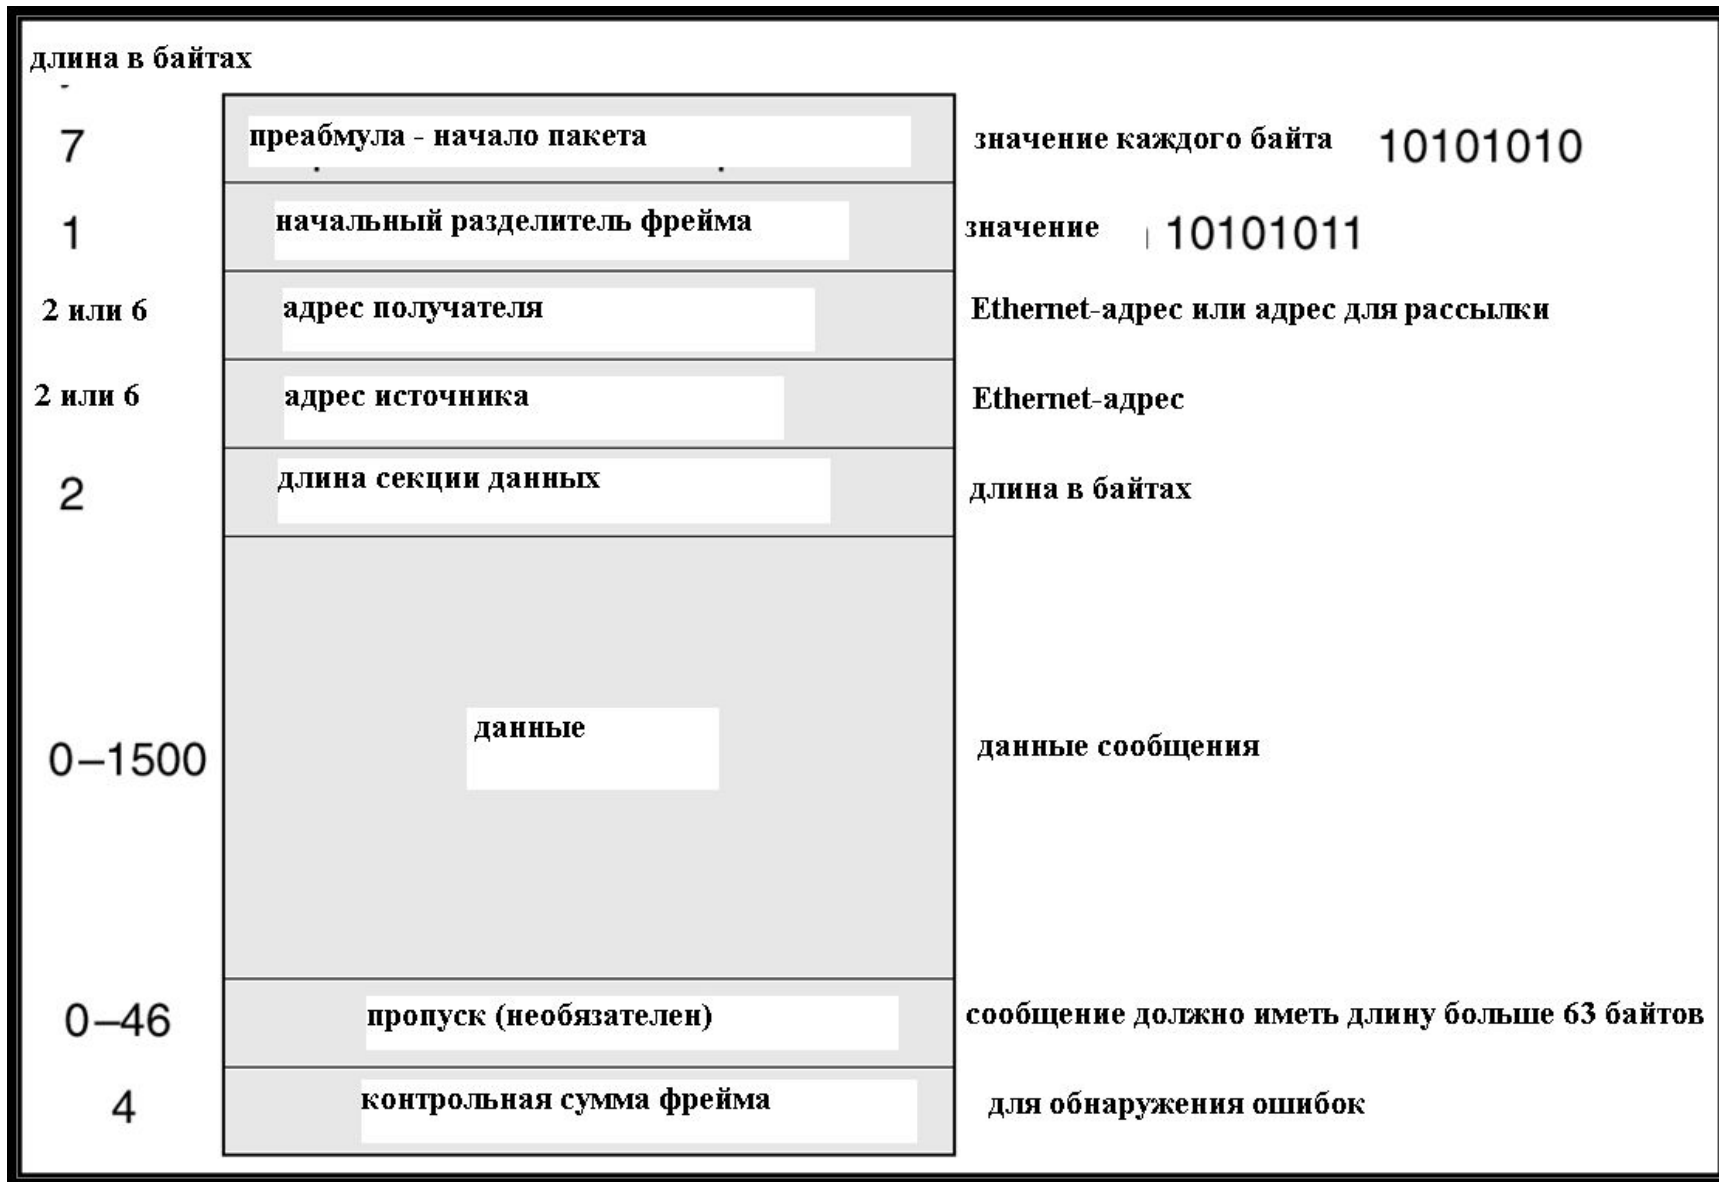 длина в байтах
7 преабмула - начало пакета значение каждого байта 10101010
1 начальный разделитель фрейма значение 10101011
2 или 6 адрес получателя Ethernet-адрес или адрес для рассылки
2 или 6 адрес источника Ethernet-адрес
2 длина секции данных длина в байтах
0–1500 данные данные сообщения
0–46 пропуск (необязателен) сообщение должно иметь длину больше 63 байтов
4 контрольная сумма фрейма для обнаружения ошибок